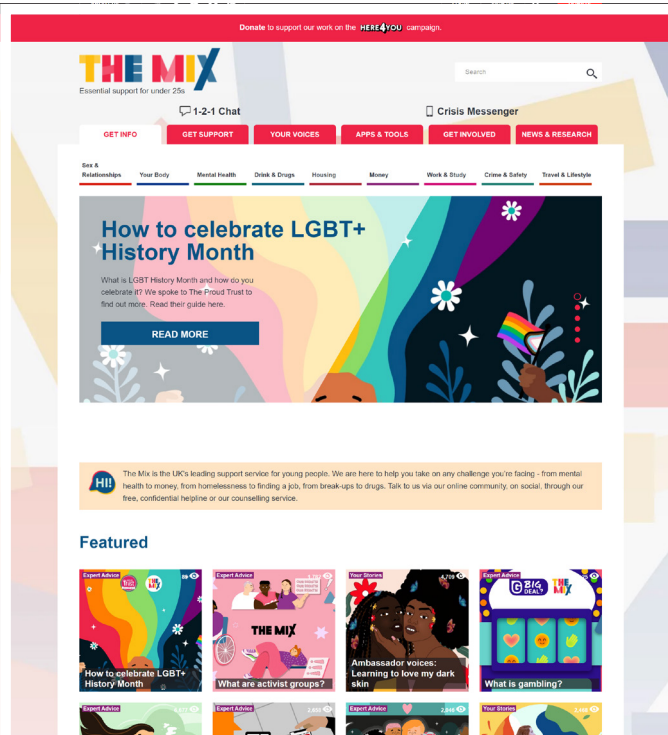 Donate to support our work on the HERE4YOU campaign.
THE MIX
Essential support for under 25s
Search
1-2-1 Chat
Crisis Messenger
GET INFO
GET SUPPORT
YOUR VOICES
APPS & TOOLS
GET INVOLVED
NEWS & RESEARCH
Sex &
Relationships
Your Body
Mental Health
Drink & Drugs
Housing
Money
Work & Study
Crime & Safety
Travel & Lifestyle
How to celebrate LGBT+
History Month
What is LGBT History Month and how do you
celebrate it? We spoke to The Proud Trust to
find out more. Read their guide here.
READ MORE
HI!
The Mix is the UK's leading support service for young people. We are here to help you take on any challenge you're facing - from mental
health to money, from homelessness to finding a job, from break-ups to drugs. Talk to us via our online community, on social, through our
free, confidential helpline or our counselling service.
Featured
Expert Advice
THE MIX
How to celebrate LGBT+
History Month
Expert Advice
THE MIX
What are activist groups?
Your Stories
4,709
Ambassador voices:
Learning to love my dark
skin
Expert Advice
BIG
DEAL?
THE MIX
What is gambling?
Expert Advice
Expert Advice
Expert Advice
Your Stories